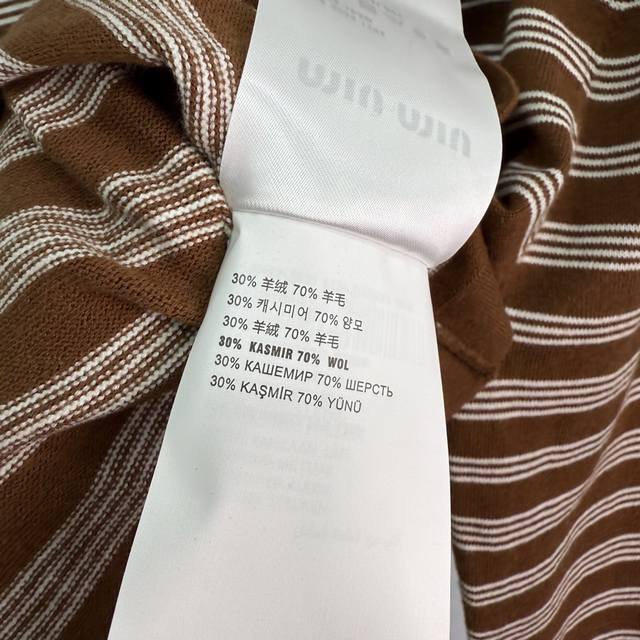 miu miu
30% 羊绒 70% 羊毛
30% 캐시미어 70% 양모
30% 羊絨 70% 羊毛
30% KASMIR 70% WOL
30% КАШЕМИР 70% ШЕРСТЬ
30% KAŞMİR 70% YÜNÜ